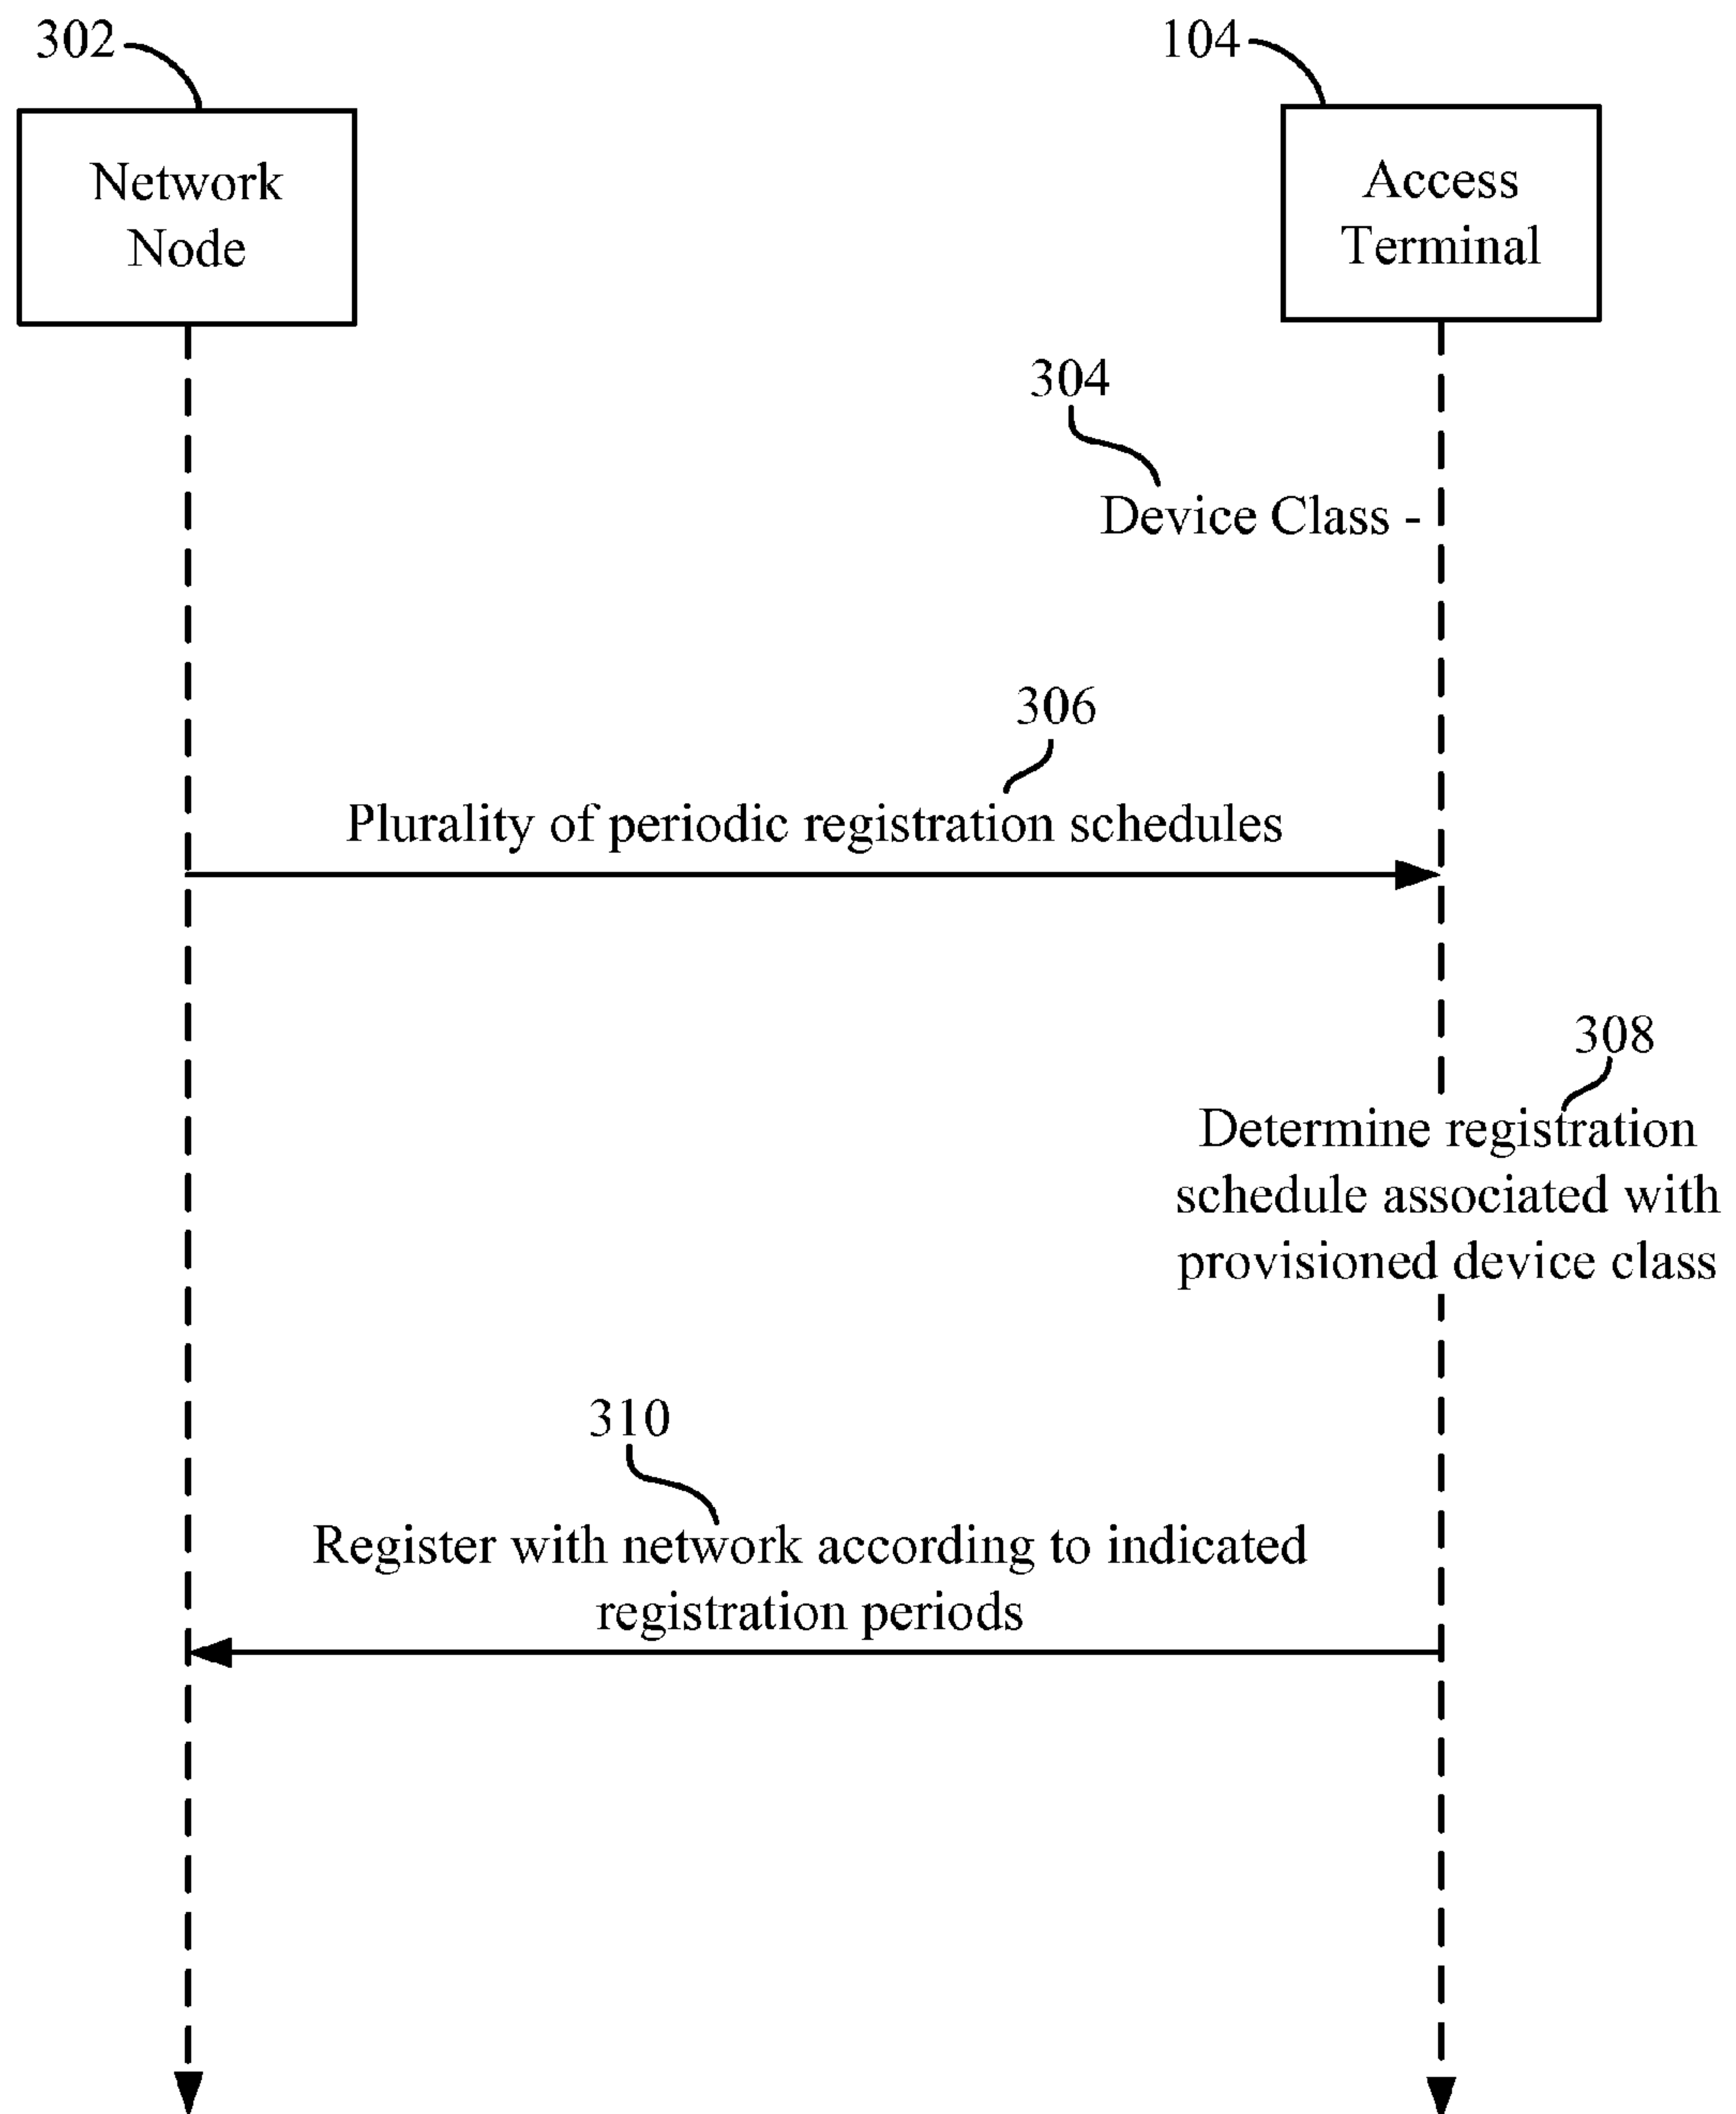 302
104
Network
Node
Access
Terminal
304
Device Class -
306
Plurality of periodic registration schedules
308
Determine registration
schedule associated with
provisioned device class
310
Register with network according to indicated
registration periods